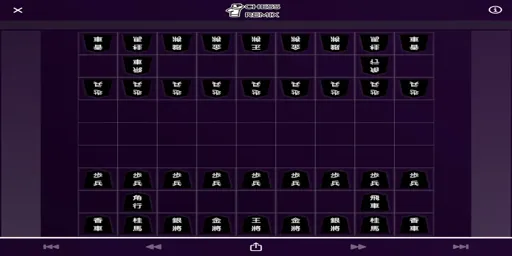 CHESS
REMIX
車 馬 將 將 將 將 將 馬 車
香 桂 銀 金 王 金 銀 桂 香
車 行
飛 角
兵 兵 兵 兵 兵 兵 兵 兵 兵
歩 歩 歩 歩 歩 歩 歩 歩 歩
歩 歩 歩 歩 歩 歩 歩 歩 歩
兵 兵 兵 兵 兵 兵 兵 兵 兵
角 飛
行 車
香 桂 銀 金 王 金 銀 桂 香
車 馬 將 將 將 將 將 馬 車